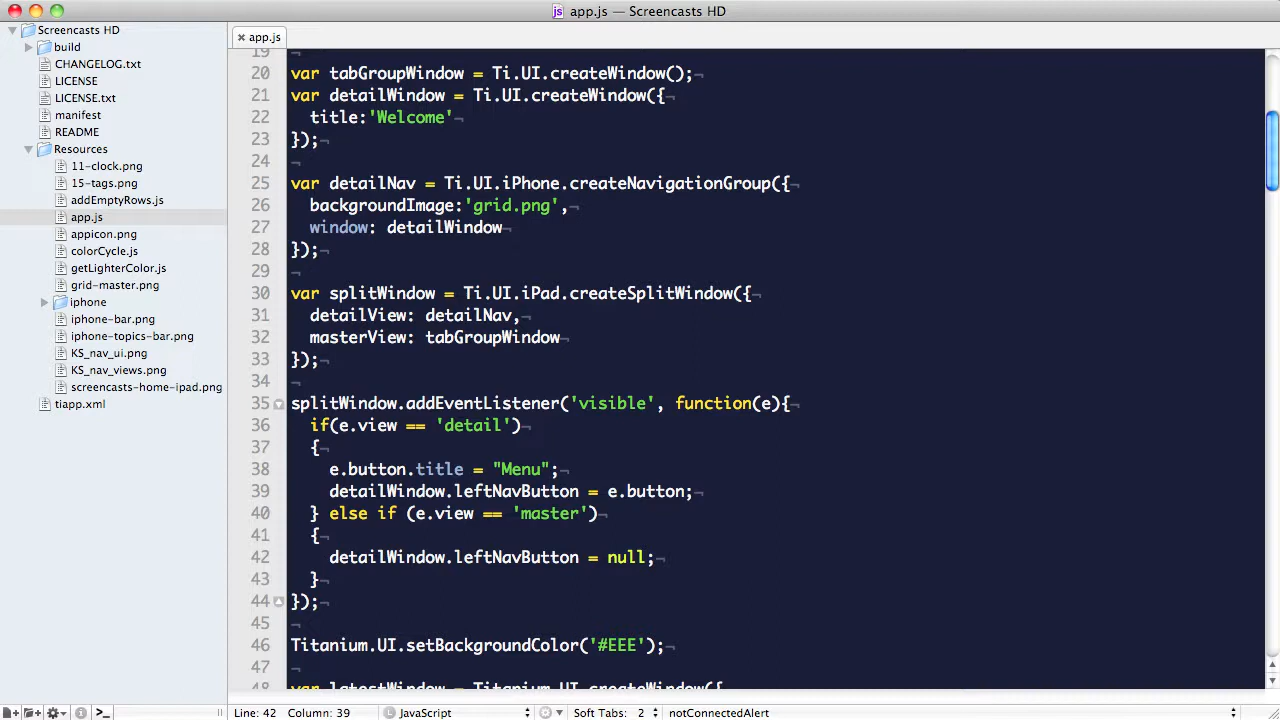 app.js — Screencasts HD
Screencasts HD
build
CHANGELOG.txt
LICENSE
LICENSE.txt
manifest
README
Resources
11-clock.png
15-tags.png
addEmptyRows.js
app.js
appicon.png
colorCycle.js
getLighterColor.js
grid-master.png
iphone
iphone-bar.png
iphone-topics-bar.png
KS_nav_ui.png
KS_nav_views.png
screencasts-home-ipad.png
tiapp.xml
app.js
19 ¬
20 var tabGroupWindow = Ti.UI.createWindow();¬
21 var detailWindow = Ti.UI.createWindow({¬
22 title:'Welcome'¬
23 });¬
24 ¬
25 var detailNav = Ti.UI.iPhone.createNavigationGroup({¬
26 backgroundImage:'grid.png',¬
27 window: detailWindow¬
28 });¬
29 ¬
30 var splitWindow = Ti.UI.iPad.createSplitWindow({¬
31 detailView: detailNav,¬
32 masterView: tabGroupWindow¬
33 });¬
34 ¬
35 splitWindow.addEventListener('visible', function(e){¬
36 if(e.view == 'detail')¬
37 {¬
38 e.button.title = "Menu";¬
39 detailWindow.leftNavButton = e.button;¬
40 } else if (e.view == 'master')¬
41 {¬
42 detailWindow.leftNavButton = null;¬
43 }¬
44 });¬
45 ¬
46 Titanium.UI.setBackgroundColor('#EEE');¬
47 ¬
48 var latestWindow = Titanium.UI.createWindow({¬
Line: 42 Column: 39 JavaScript Soft Tabs: 2 notConnectedAlert